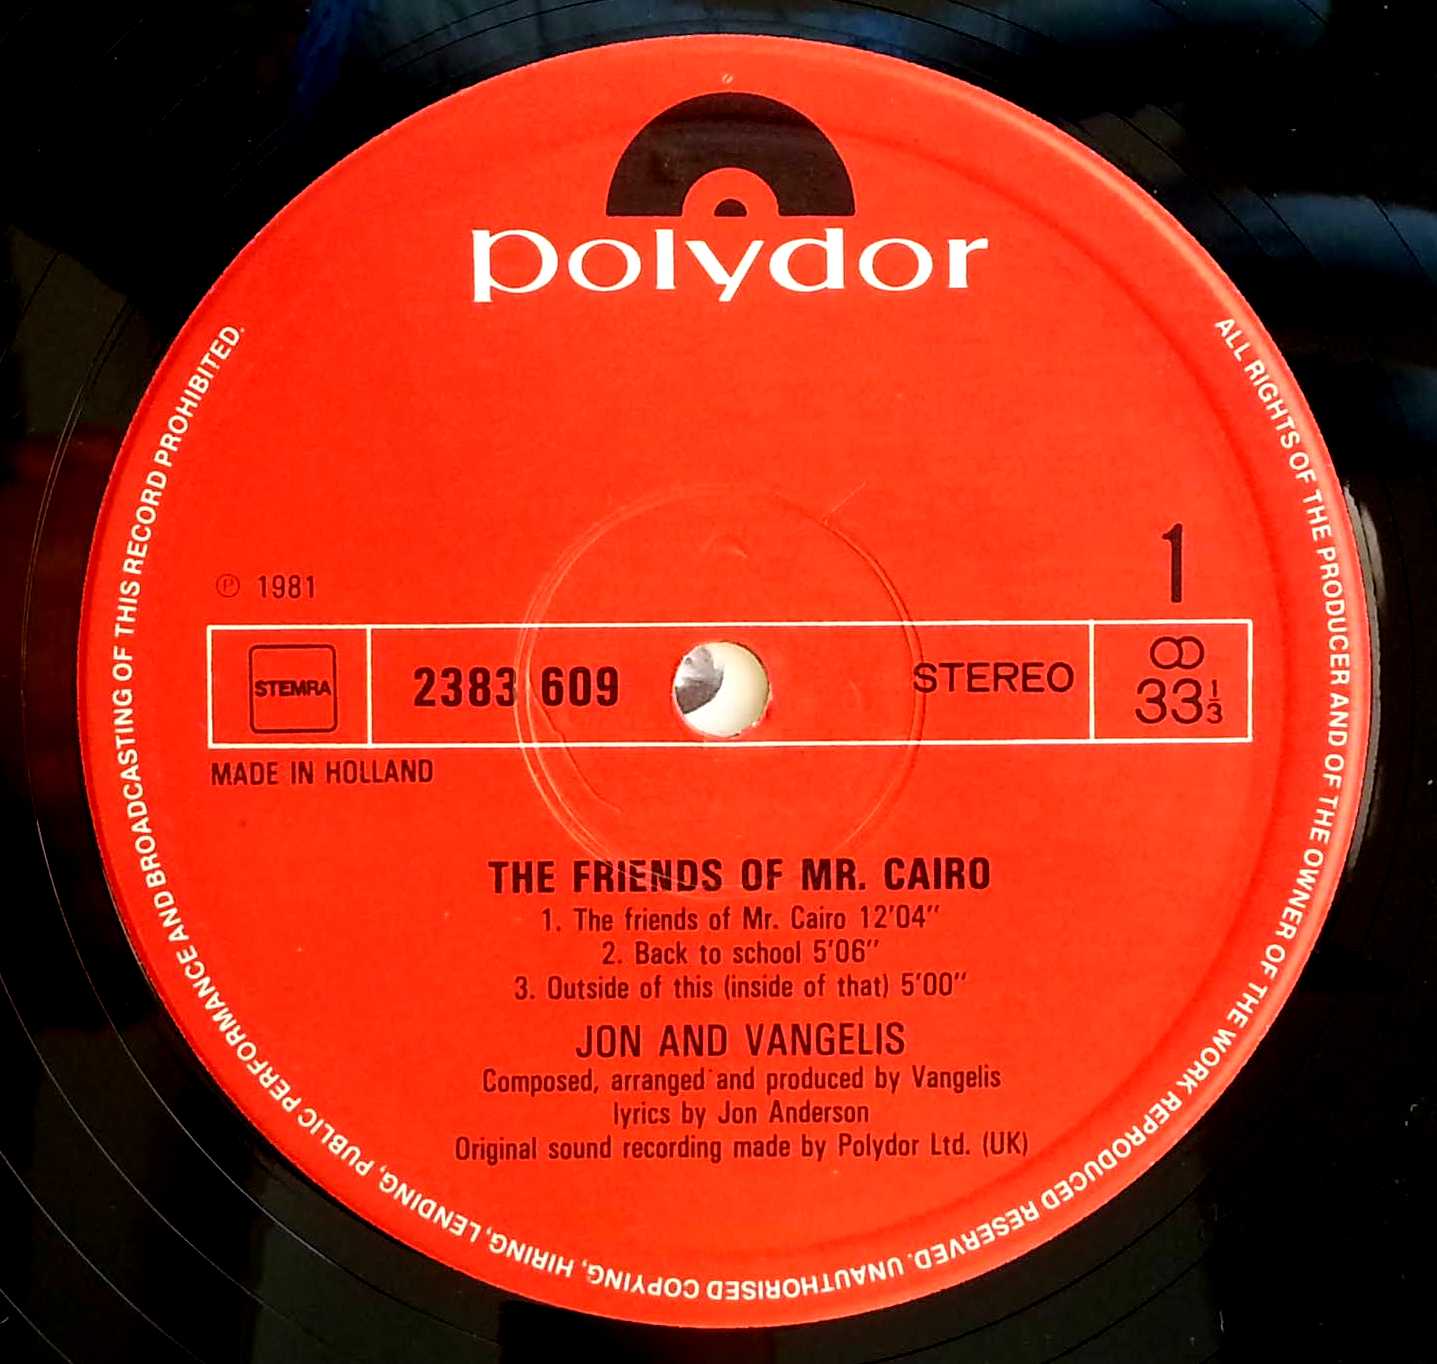 polydor
ALL RIGHTS OF THE PRODUCER AND OF THE OWNER OF THE WORK REPRODUCED RESERVED. UNAUTHORISED COPYING, HIRING, LENDING, PUBLIC PERFORMANCE AND BROADCASTING OF THIS RECORD PROHIBITED.
℗ 1981
1
STEMRA
2383 609
STEREO
33 1/3
MADE IN HOLLAND
THE FRIENDS OF MR. CAIRO
1. The friends of Mr. Cairo 12'04"
2. Back to school 5'06"
3. Outside of this (inside of that) 5'00"
JON AND VANGELIS
Composed, arranged and produced by Vangelis
lyrics by Jon Anderson
Original sound recording made by Polydor Ltd. (UK)